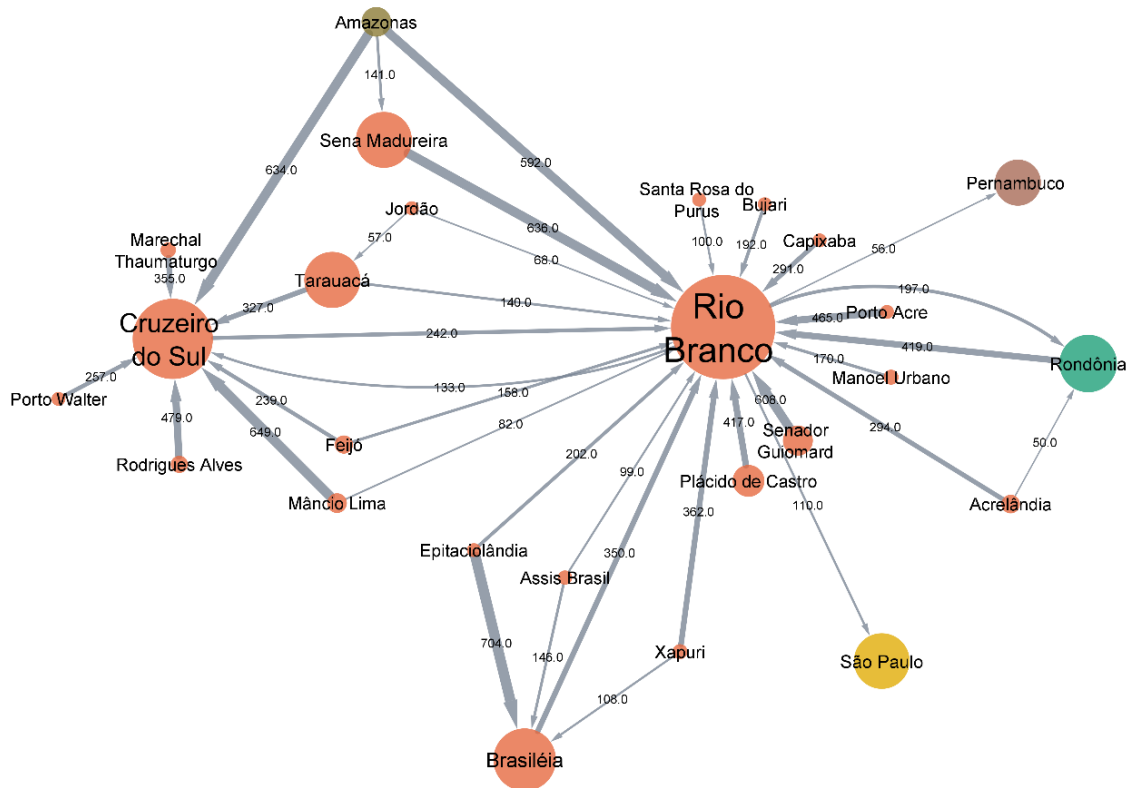 Amazonas
141.0
Sena Madureira
634.0
592.0
Pernambuco
Santa Rosa do
Purus
Bujari
Jordão
636.0
57.0
68.0
100.0
192.0
Capixaba
291.0
56.0
Marechal
Thaumaturgo
355.0
Tarauacá
327.0
140.0
197.0
Rio
Branco
Porto Acre
465.0
419.0
Cruzeiro
do Sul
242.0
170.0
Rondônia
Manoel Urbano
257.0
Porto Walter
133.0
158.0
239.0
82.0
479.0
649.0
Feijó
608.0
417.0
294.0
50.0
Rodrigues Alves
Senador
Guiomard
202.0
99.0
Plácido de Castro
Mâncio Lima
110.0
Acrelândia
362.0
Epitaciolândia
350.0
Assis Brasil
704.0
146.0
Xapuri
São Paulo
108.0
Brasiléia